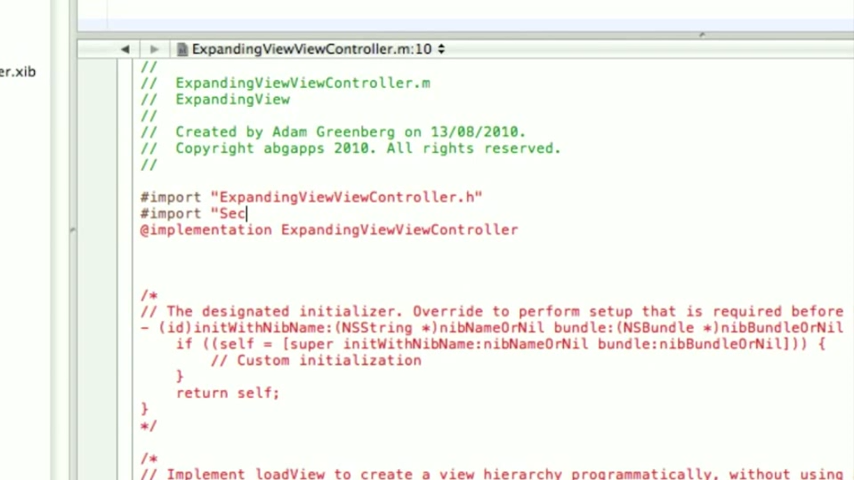 ExpandingViewViewController.m:10
er.xib
//
// ExpandingViewViewController.m
// ExpandingView
//
// Created by Adam Greenberg on 13/08/2010.
// Copyright abgapps 2010. All rights reserved.
//
#import "ExpandingViewViewController.h"
#import "Sec
@implementation ExpandingViewViewController
/*
// The designated initializer. Override to perform setup that is required before
- (id)initWithNibName:(NSString *)nibNameOrNil bundle:(NSBundle *)nibBundleOrNil
if ((self = [super initWithNibName:nibNameOrNil bundle:nibBundleOrNil])) {
// Custom initialization
}
return self;
}
*/
/*
// Implement loadView to create a view hierarchy programmatically, without using